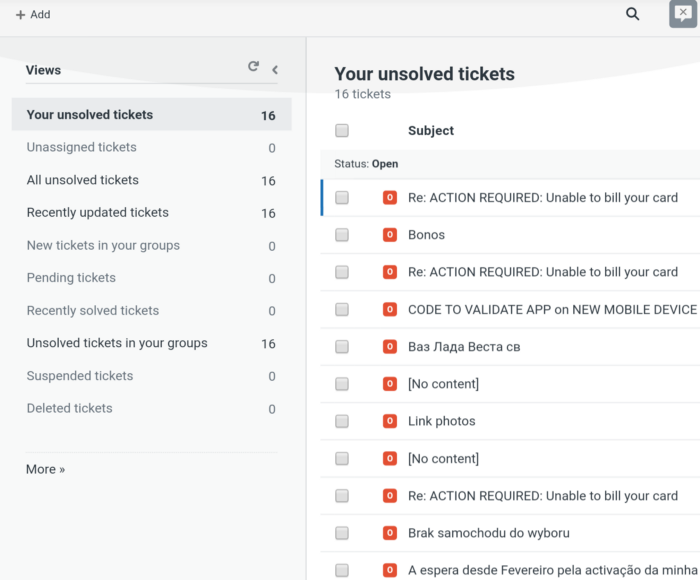 + Add
Views
Your unsolved tickets 16
Unassigned tickets 0
All unsolved tickets 16
Recently updated tickets 16
New tickets in your groups 0
Pending tickets 0
Recently solved tickets 0
Unsolved tickets in your groups 16
Suspended tickets 0
Deleted tickets 0
More »
Your unsolved tickets
16 tickets
Subject
Status: Open
O Re: ACTION REQUIRED: Unable to bill your card
O Bonos
O Re: ACTION REQUIRED: Unable to bill your card
O CODE TO VALIDATE APP on NEW MOBILE DEVICE
O Ваз Лада Веста св
O [No content]
O Link photos
O [No content]
O Re: ACTION REQUIRED: Unable to bill your card
O Brak samochodu do wyboru
O A espera desde Fevereiro pela activação da minha